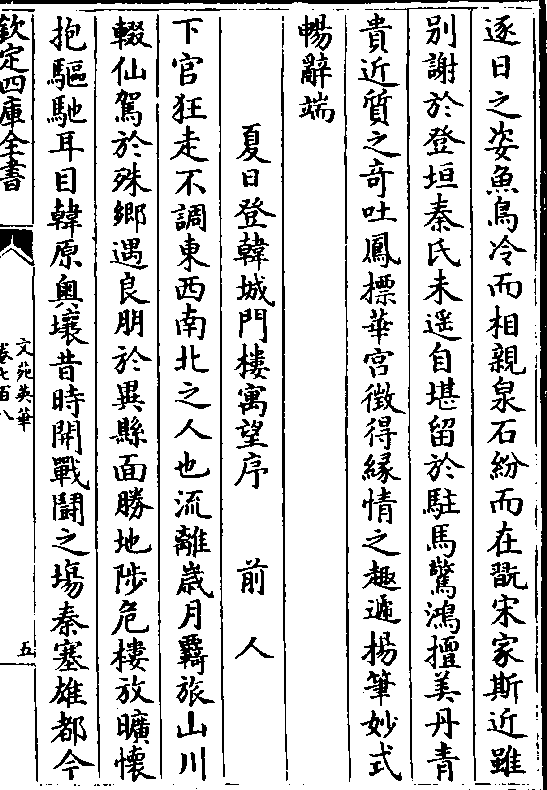 逐日之姿魚鳥冷而相親泉石紛而在翫宋家斯近雖
別謝於登垣秦氏未遥自堪留於駐馬驚鴻擅美丹青
貴近質之奇吐鳳摽華宫徴得縁情之趣遞揚筆妙式
暢辭端
夏日登韓城門樓寓望序 前人
下官狂走不調東西南北之人也流離歳月羇旅山川
輟仙駕於殊鄉遇良朋於異縣面勝地陟危樓放曠懷
抱驅馳耳目韓原奥壤昔時開戰鬭之塲秦塞雄都今
欽定四庫全書
文苑英華
卷七百八
五